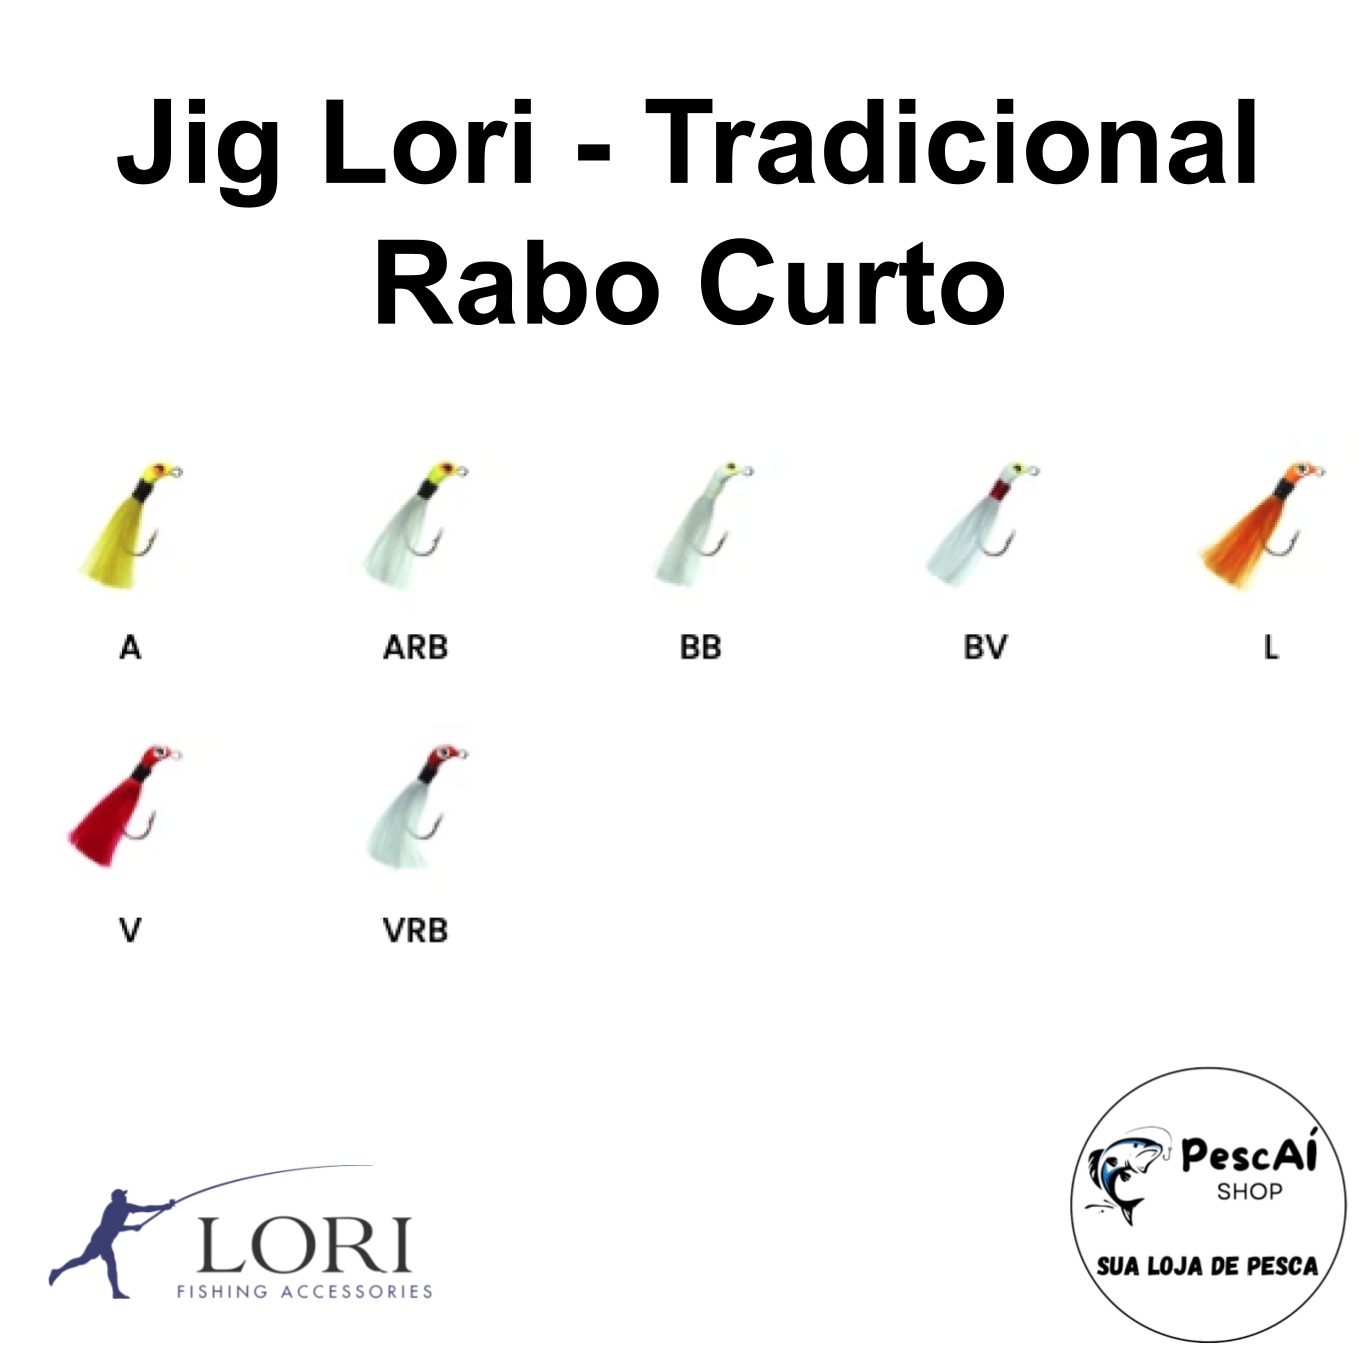 Jig Lori - Tradicional
Rabo Curto
A
ARB
BB
BV
L
V
VRB
LORI
FISHING ACCESSORIES
PescAÍ
SHOP
SUA LOJA DE PESCA